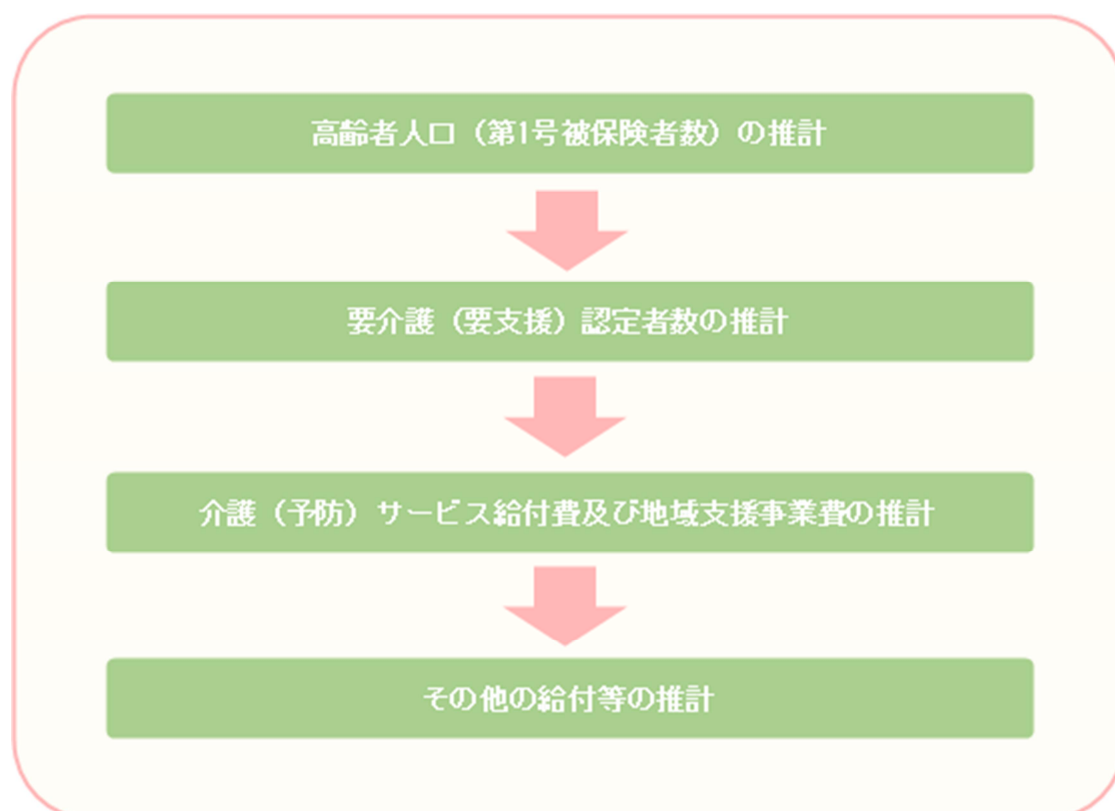 高齢者人口（第1号被保険者数）の推計
要介護（要支援）認定者数の推計
介護（予防）サービス給付費及び地域支援事業費の推計
その他の給付等の推計